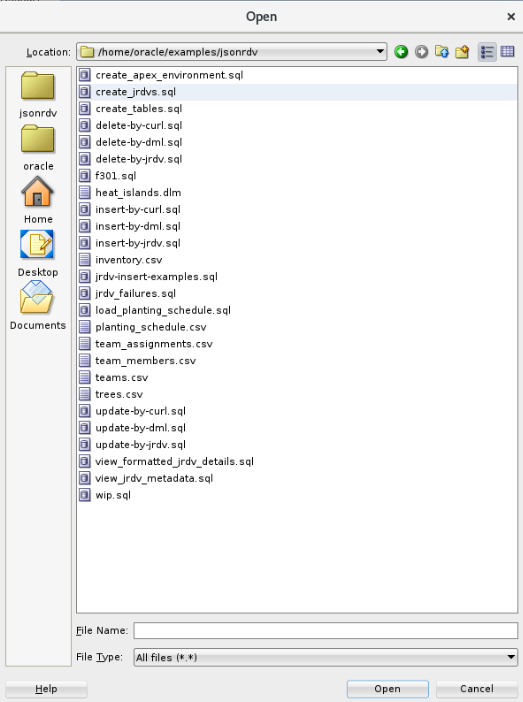 Open
Location: /home/oracle/examples/jsonrdv
jsonrdv
oracle
Home
Desktop
Documents
create_apex_environment.sql
create_jrdvs.sql
create_tables.sql
delete-by-curl.sql
delete-by-dml.sql
delete-by-jrdv.sql
f301.sql
heat_islands.dlm
insert-by-curl.sql
insert-by-dml.sql
insert-by-jrdv.sql
inventory.csv
jrdv-insert-examples.sql
jrdv_failures.sql
load_planting_schedule.sql
planting_schedule.csv
team_assignments.csv
team_members.csv
teams.csv
trees.csv
update-by-curl.sql
update-by-dml.sql
update-by-jrdv.sql
view_formatted_jrdv_details.sql
view_jrdv_metadata.sql
wip.sql
File Name:
File Type: All files (*.*)
Help Open Cancel